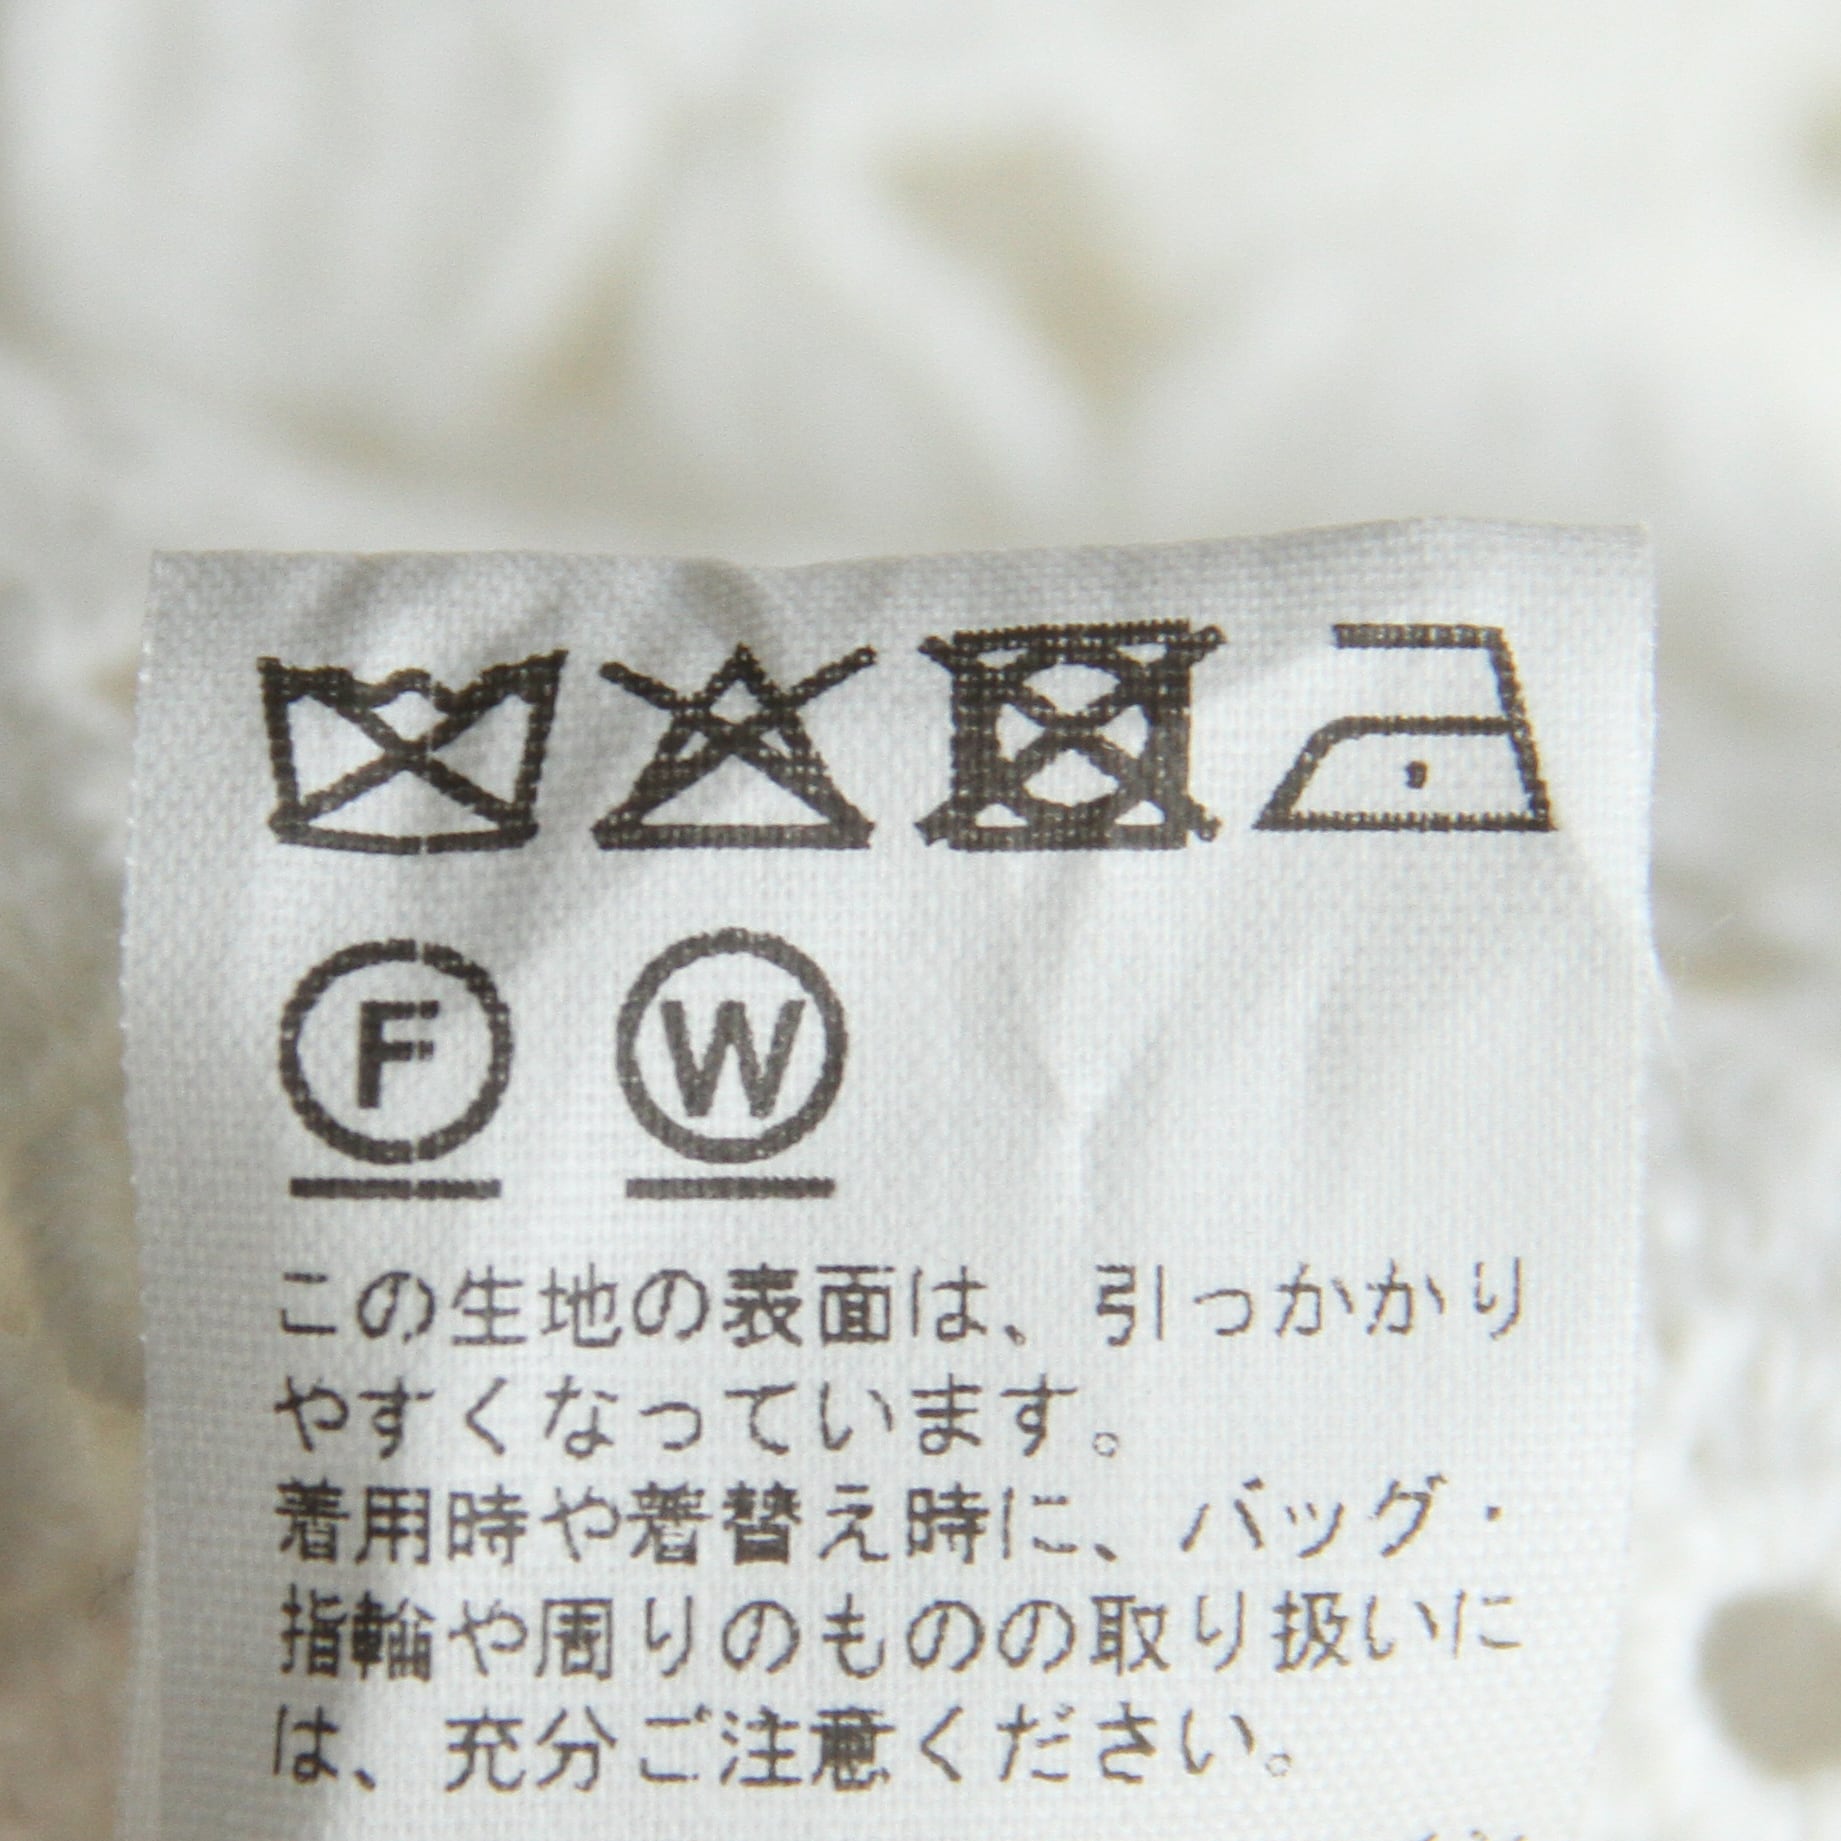 F W
この生地の表面は、引っかかり
やすくなっています。
着用時や着替え時に、バッグ・
指輪や周りのものの取り扱いに
は、充分ご注意ください。